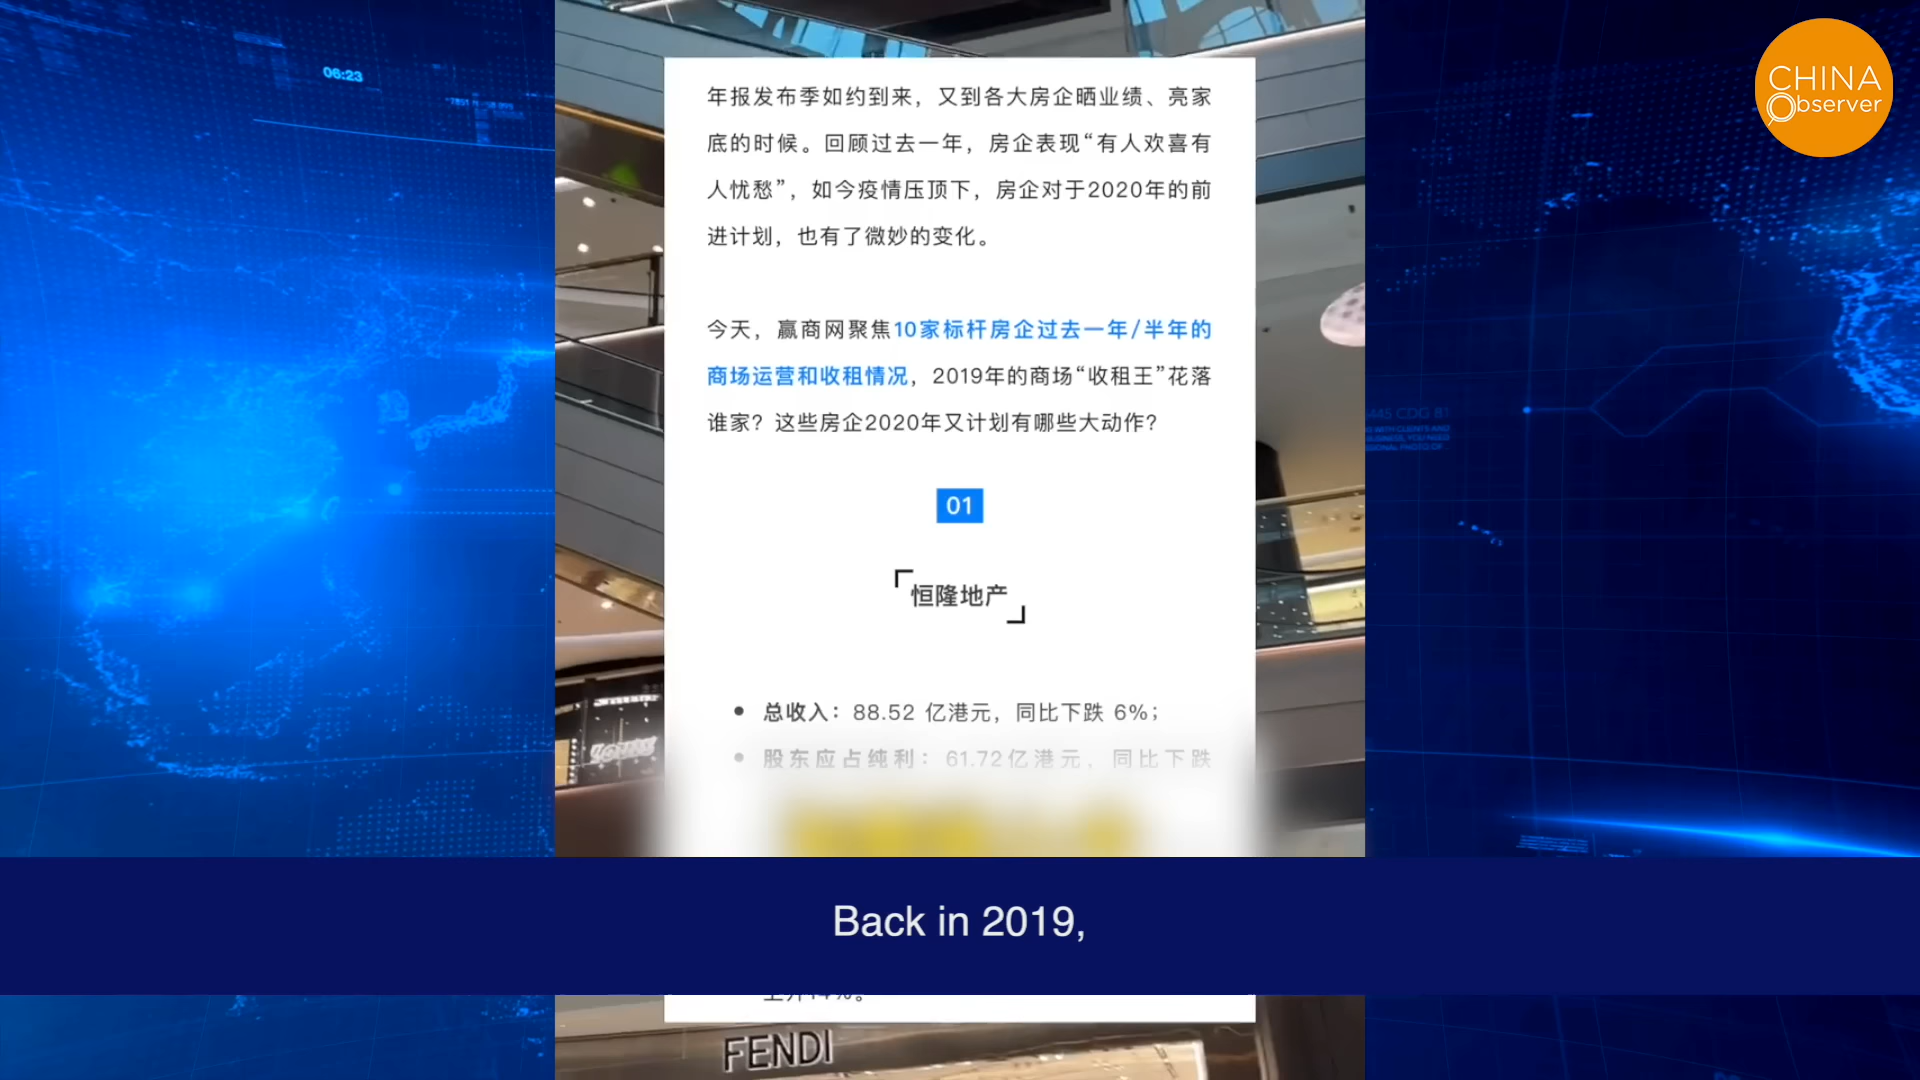 06:23
CHINA
Observer
年报发布季如约到来，又到各大房企晒业绩、亮家
底的时候。回顾过去一年，房企表现“有人欢喜有
人忧愁”，如今疫情压顶下，房企对于2020年的前
进计划，也有了微妙的变化。
今天，赢商网聚焦10家标杆房企过去一年/半年的
商场运营和收租情况，2019年的商场“收租王”花落
谁家？这些房企2020年又计划有哪些大动作？
01
「恒隆地产」
• 总收入：88.52 亿港元，同比下跌 6%；
• 股东应占纯利：61.72亿港元，同比下跌
Back in 2019,
FENDI